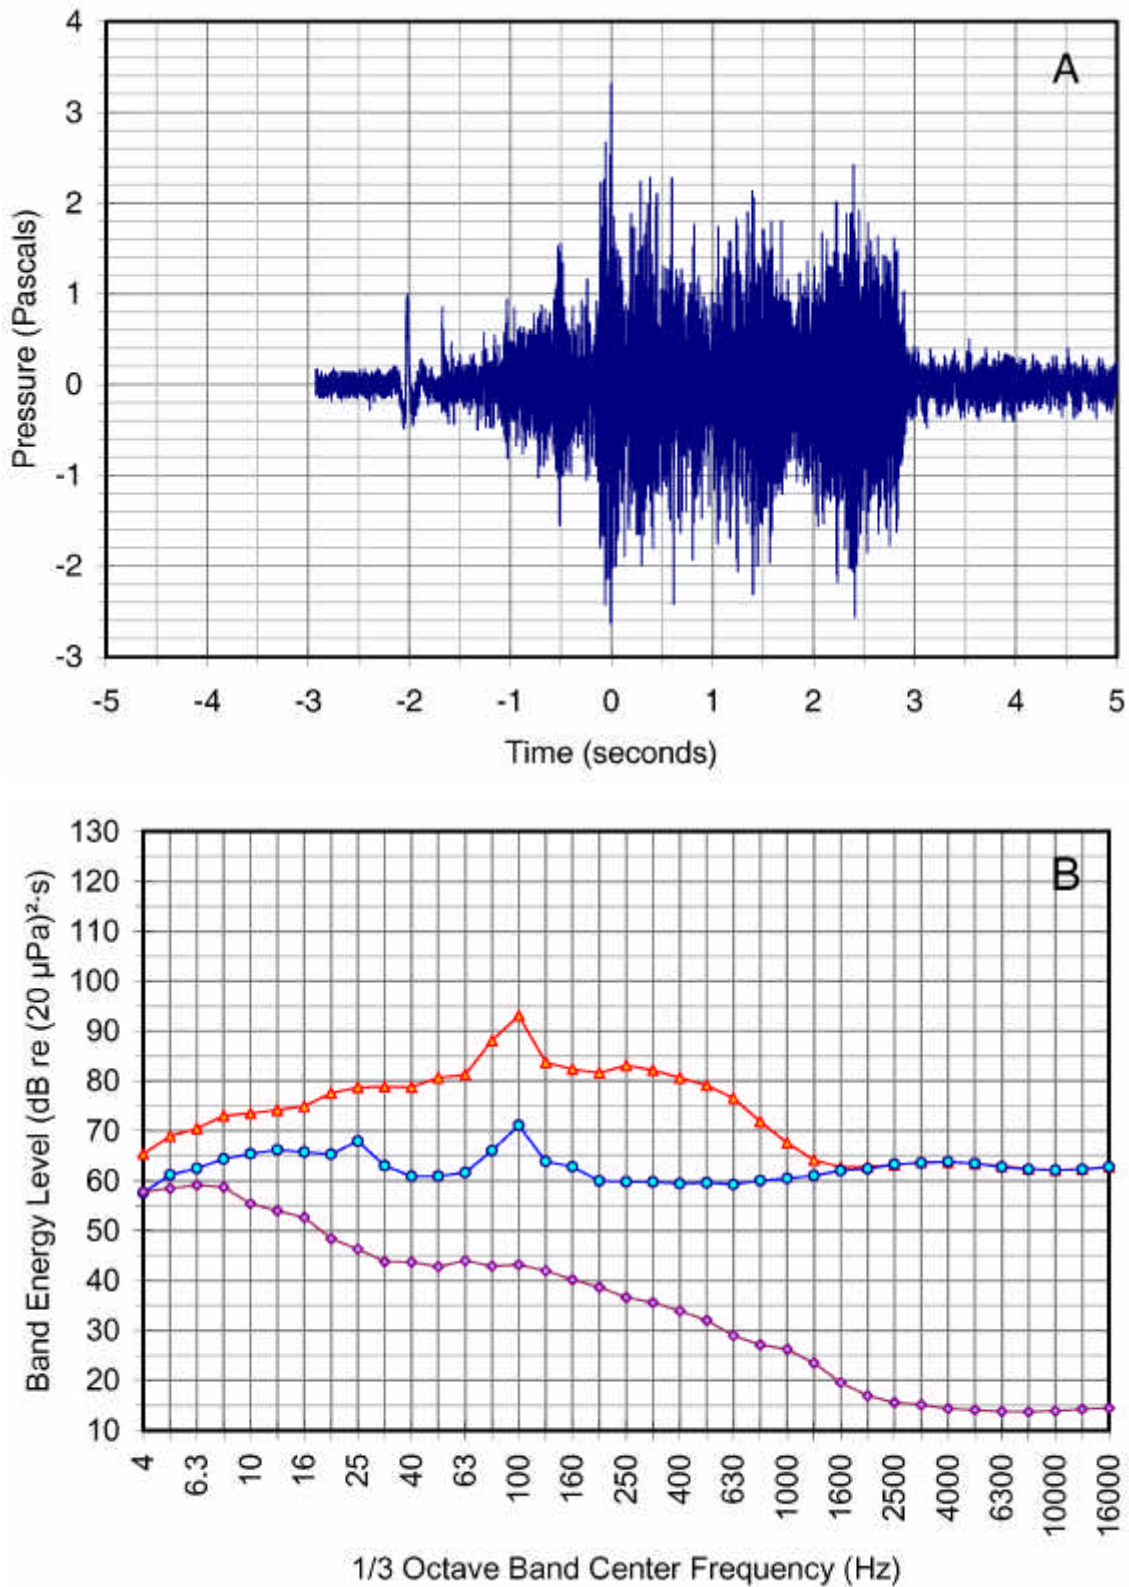 4
3
2
1
0
-1
-2
-3
Pressure (Pascals)
A
-5 -4 -3 -2 -1 0 1 2 3 4 5
Time (seconds)
130
120
110
100
90
80
70
60
50
40
30
20
10
Band Energy Level (dB re (20 µPa)²·s)
B
4 6.3 10 16 25 40 63 100 160 250 400 630 1000 1600 2500 4000 6300 10000 16000
1/3 Octave Band Center Frequency (Hz)